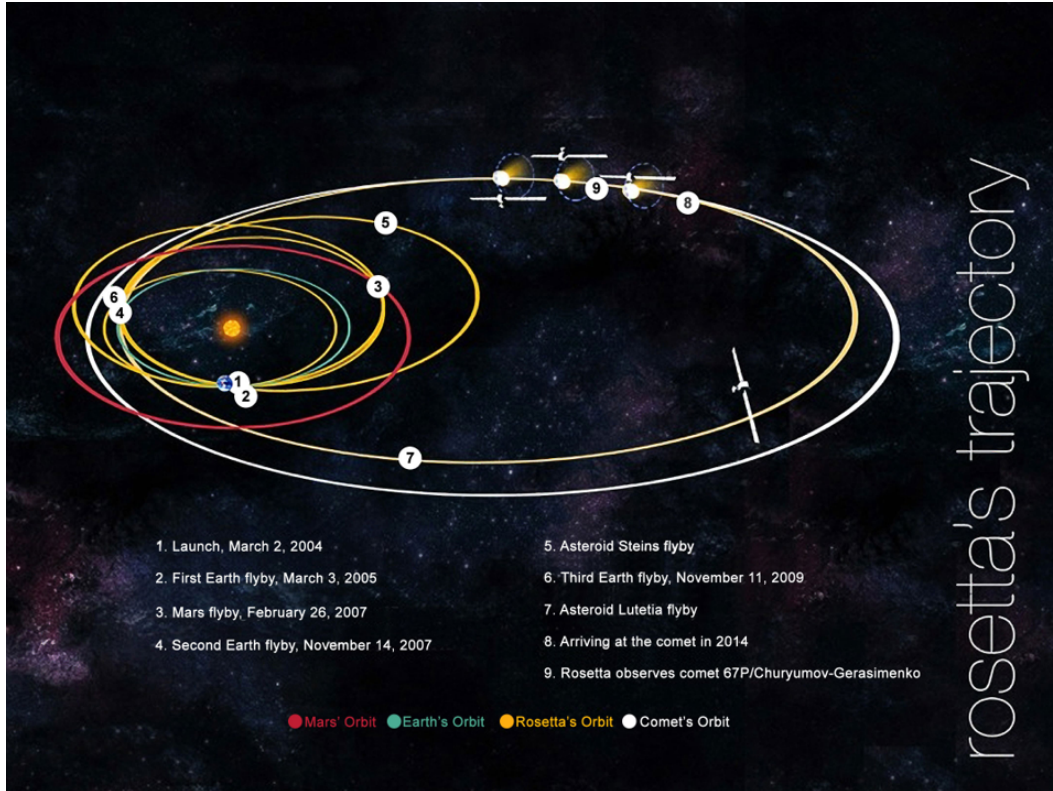 5
3
6
4
1
2
7
9
8
rosetta's trajectory
1. Launch, March 2, 2004
2. First Earth flyby, March 3, 2005
3. Mars flyby, February 26, 2007
4. Second Earth flyby, November 14, 2007
5. Asteroid Steins flyby
6. Third Earth flyby, November 11, 2009
7. Asteroid Lutetia flyby
8. Arriving at the comet in 2014
9. Rosetta observes comet 67P/Churyumov-Gerasimenko
Mars' Orbit Earth's Orbit Rosetta's Orbit Comet's Orbit